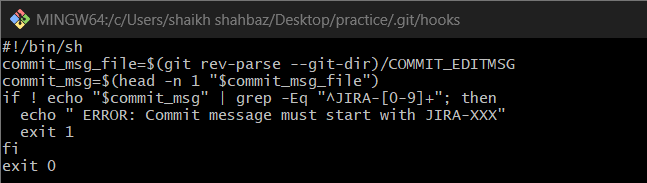 MINGW64:/c/Users/shaikh shahbaz/Desktop/practice/.git/hooks
#!/bin/sh
commit_msg_file=$(git rev-parse --git-dir)/COMMIT_EDITMSG
commit_msg=$(head -n 1 "$commit_msg_file")
if ! echo "$commit_msg" | grep -Eq "^JIRA-[0-9]+"; then
  echo " ERROR: Commit message must start with JIRA-XXX"
  exit 1
fi
exit 0